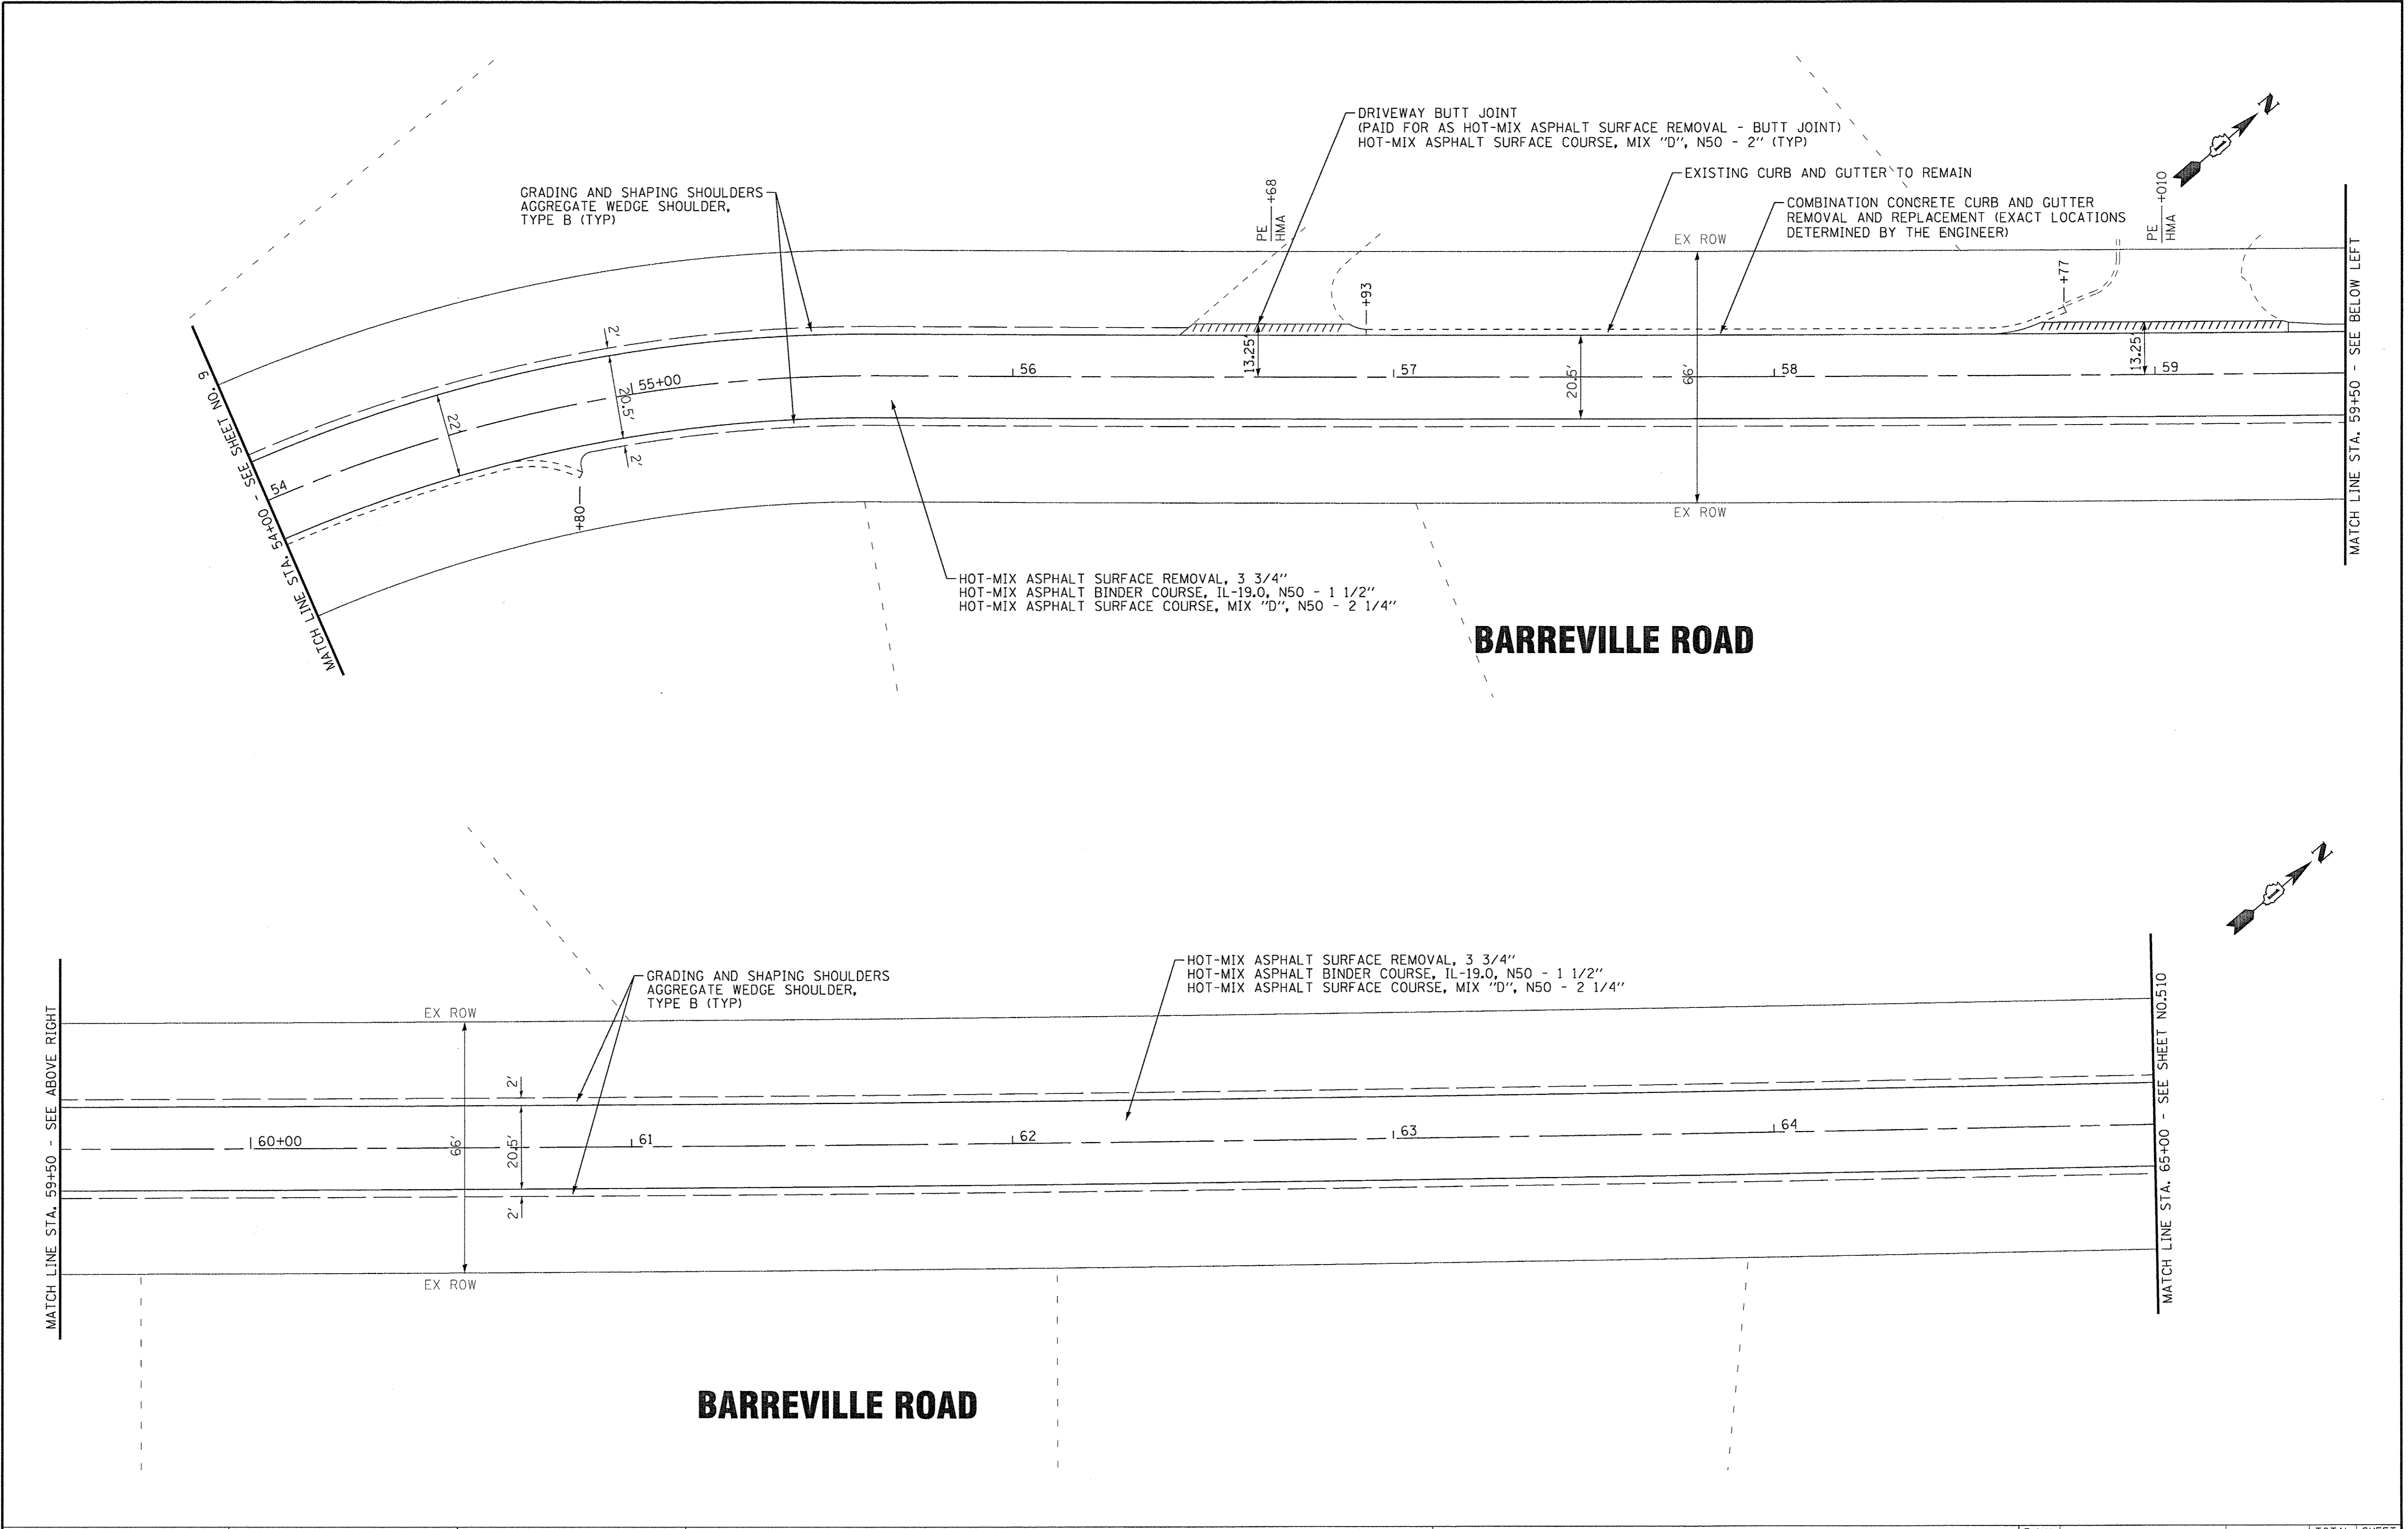 DRIVEWAY BUTT JOINT
(PAID FOR AS HOT-MIX ASPHALT SURFACE REMOVAL - BUTT JOINT)
HOT-MIX ASPHALT SURFACE COURSE, MIX "D", N50 - 2" (TYP)
N
1
EXISTING CURB AND GUTTER TO REMAIN
GRADING AND SHAPING SHOULDERS
AGGREGATE WEDGE SHOULDER,
TYPE B (TYP)
COMBINATION CONCRETE CURB AND GUTTER
REMOVAL AND REPLACEMENT (EXACT LOCATIONS
DETERMINED BY THE ENGINEER)
PE +68
HMA
PE +010
HMA
EX ROW
+93
+77
2'
13.25'
13.25'
55+00
56
57
58
59
20.5'
20.5'
66'
22'
2'
54
+80
EX ROW
MATCH LINE STA. 54+00 - SEE SHEET NO. 9
MATCH LINE STA. 59+50 - SEE BELOW LEFT
HOT-MIX ASPHALT SURFACE REMOVAL, 3 3/4"
HOT-MIX ASPHALT BINDER COURSE, IL-19.0, N50 - 1 1/2"
HOT-MIX ASPHALT SURFACE COURSE, MIX "D", N50 - 2 1/4"
BARREVILLE ROAD
N
1
GRADING AND SHAPING SHOULDERS
AGGREGATE WEDGE SHOULDER,
TYPE B (TYP)
HOT-MIX ASPHALT SURFACE REMOVAL, 3 3/4"
HOT-MIX ASPHALT BINDER COURSE, IL-19.0, N50 - 1 1/2"
HOT-MIX ASPHALT SURFACE COURSE, MIX "D", N50 - 2 1/4"
EX ROW
2'
60+00
66'
20.5'
61
62
63
64
2'
EX ROW
MATCH LINE STA. 59+50 - SEE ABOVE RIGHT
MATCH LINE STA. 65+00 - SEE SHEET NO.510
BARREVILLE ROAD
TOTAL
SHEET